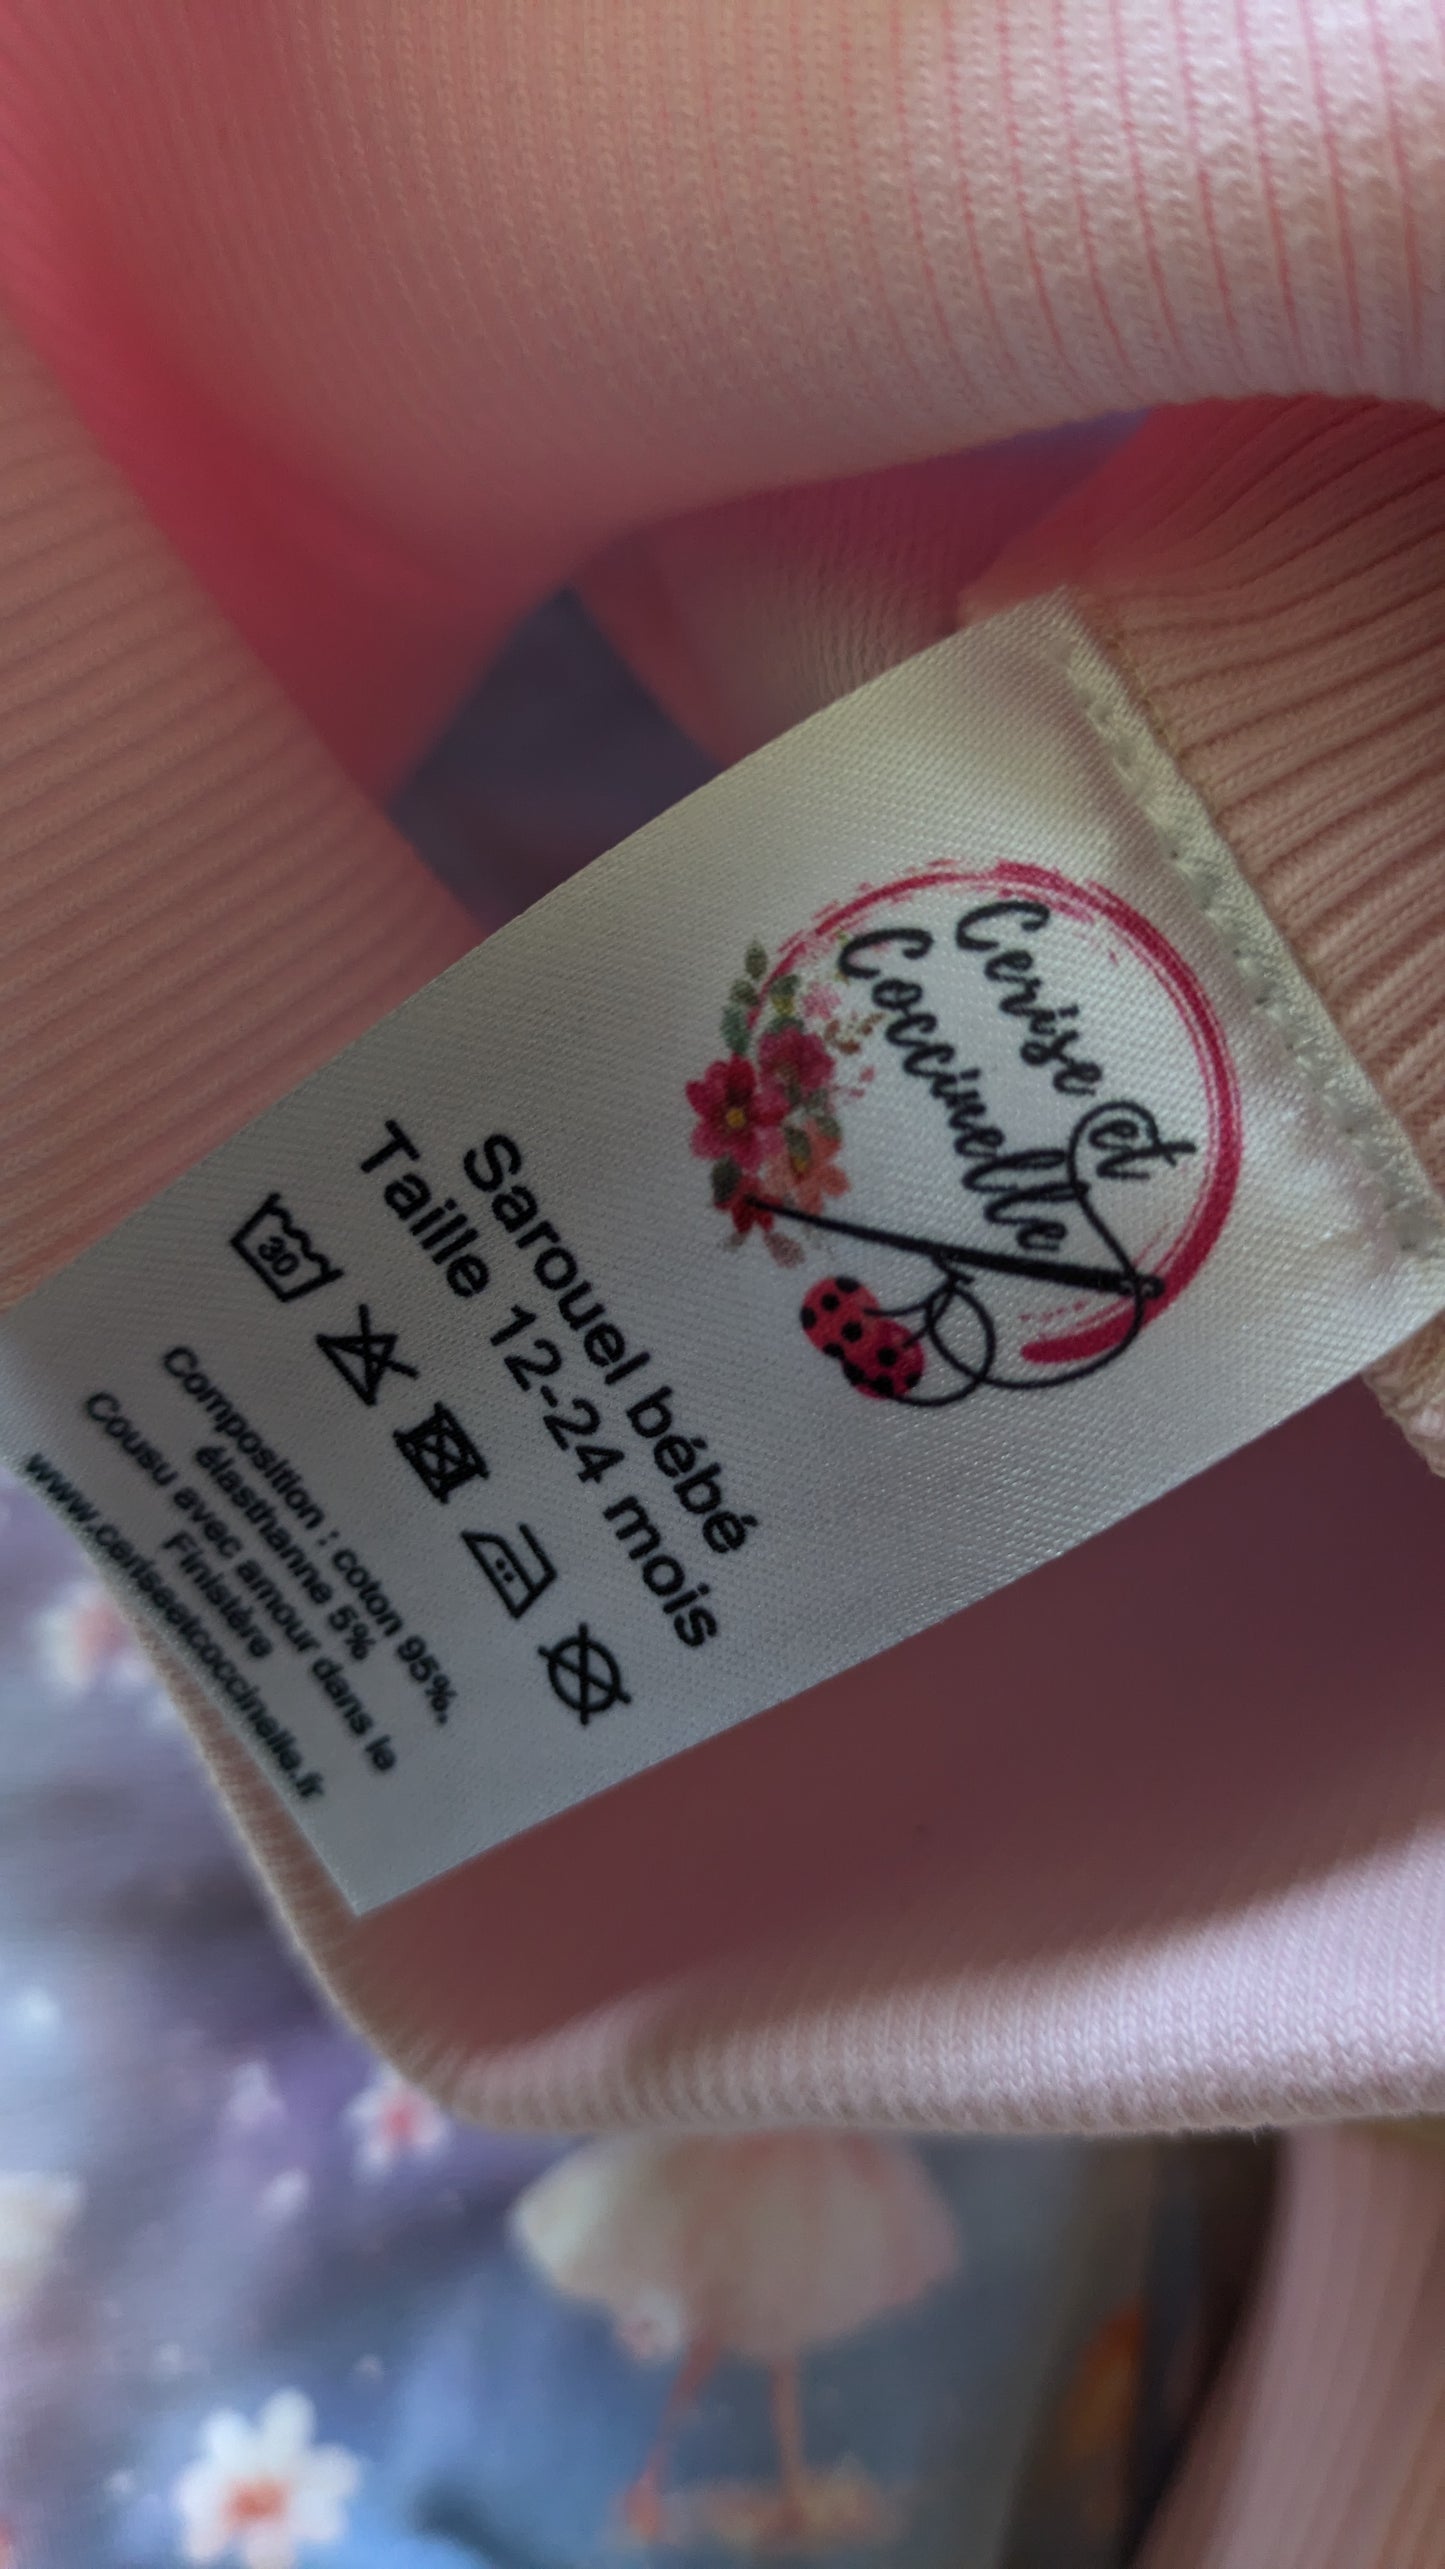 Cerise et
Coccinelle
Sarouel bébé
Taille 12-24 mois
30
Composition : coton 95%,
élasthanne 5%
Cousu avec amour dans le
Finistère
www.ceriseetcoccinelle.fr